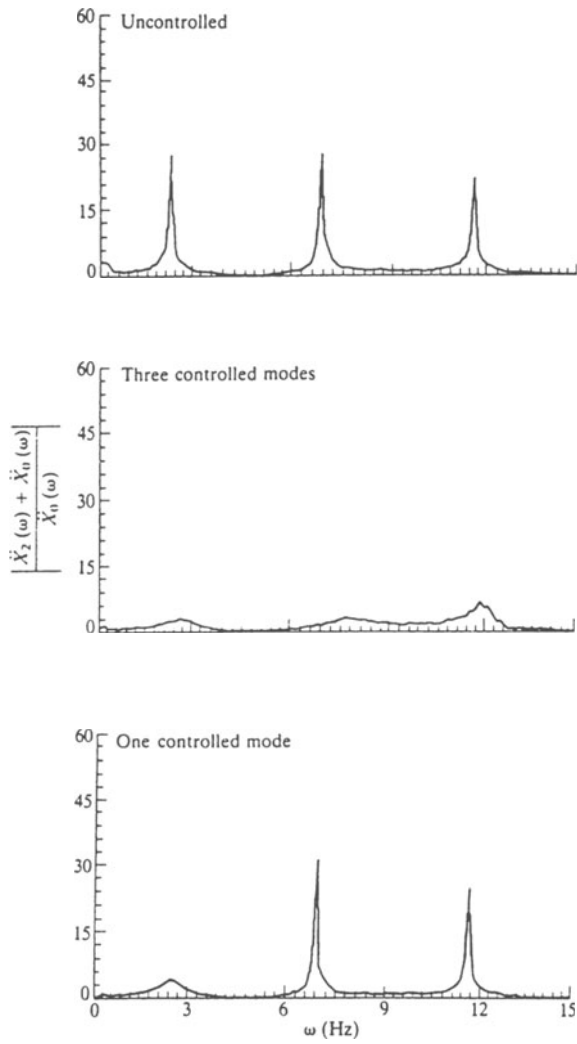 60
Uncontrolled
45
30
15
0
60
Three controlled modes
45
30
15
0
Ẍ₂(ω) + Ẍ₀(ω)
Ẍ₀(ω)
60
One controlled mode
45
30
15
0
0 3 6 9 12 15
ω (Hz)